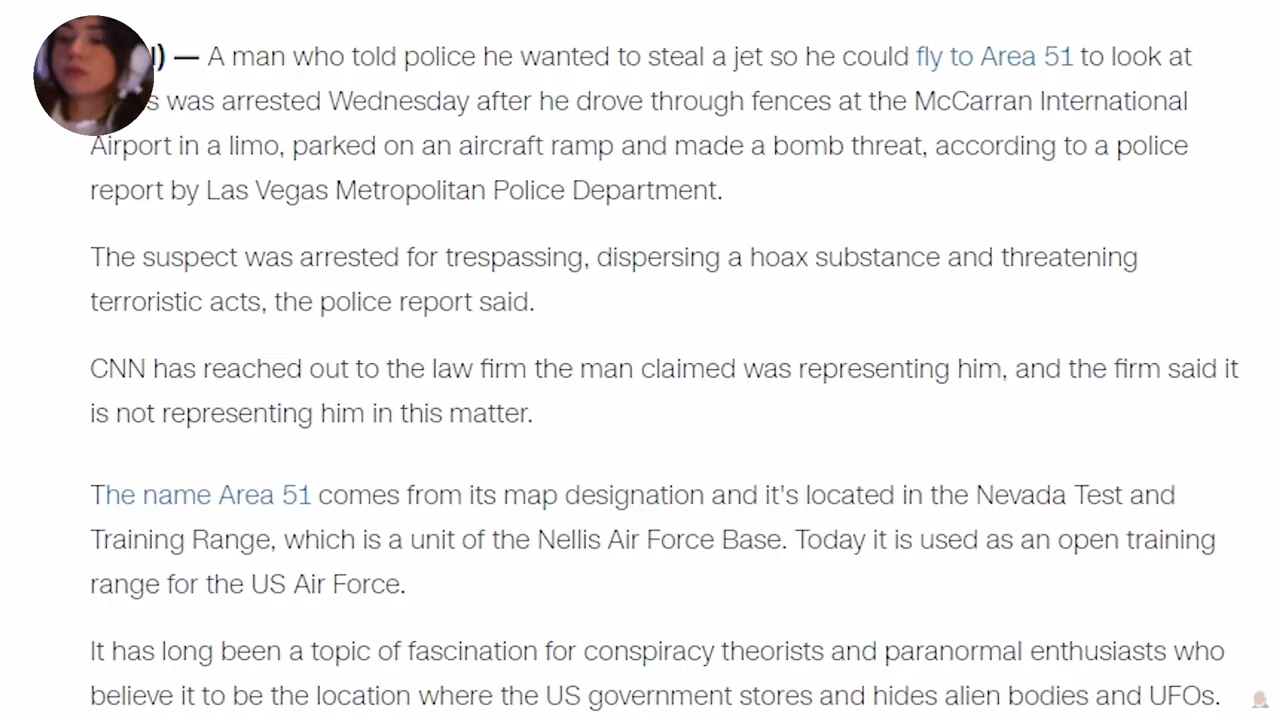 — A man who told police he wanted to steal a jet so he could fly to Area 51 to look at
was arrested Wednesday after he drove through fences at the McCarran International
Airport in a limo, parked on an aircraft ramp and made a bomb threat, according to a police
report by Las Vegas Metropolitan Police Department.
The suspect was arrested for trespassing, dispersing a hoax substance and threatening
terroristic acts, the police report said.
CNN has reached out to the law firm the man claimed was representing him, and the firm said it
is not representing him in this matter.
The name Area 51 comes from its map designation and it's located in the Nevada Test and
Training Range, which is a unit of the Nellis Air Force Base. Today it is used as an open training
range for the US Air Force.
It has long been a topic of fascination for conspiracy theorists and paranormal enthusiasts who
believe it to be the location where the US government stores and hides alien bodies and UFOs.